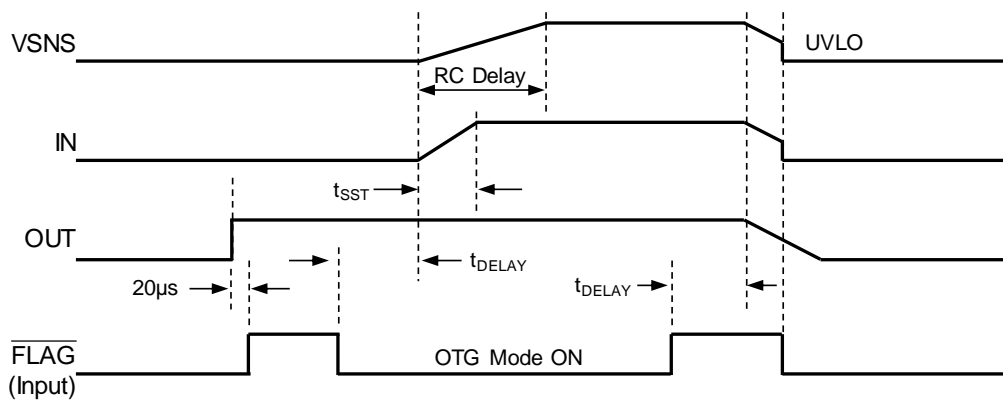 VSNS
UVLO
RC Delay
IN
tSST
OUT
tDELAY
20µs
tDELAY
FLAG
OTG Mode ON
(Input)